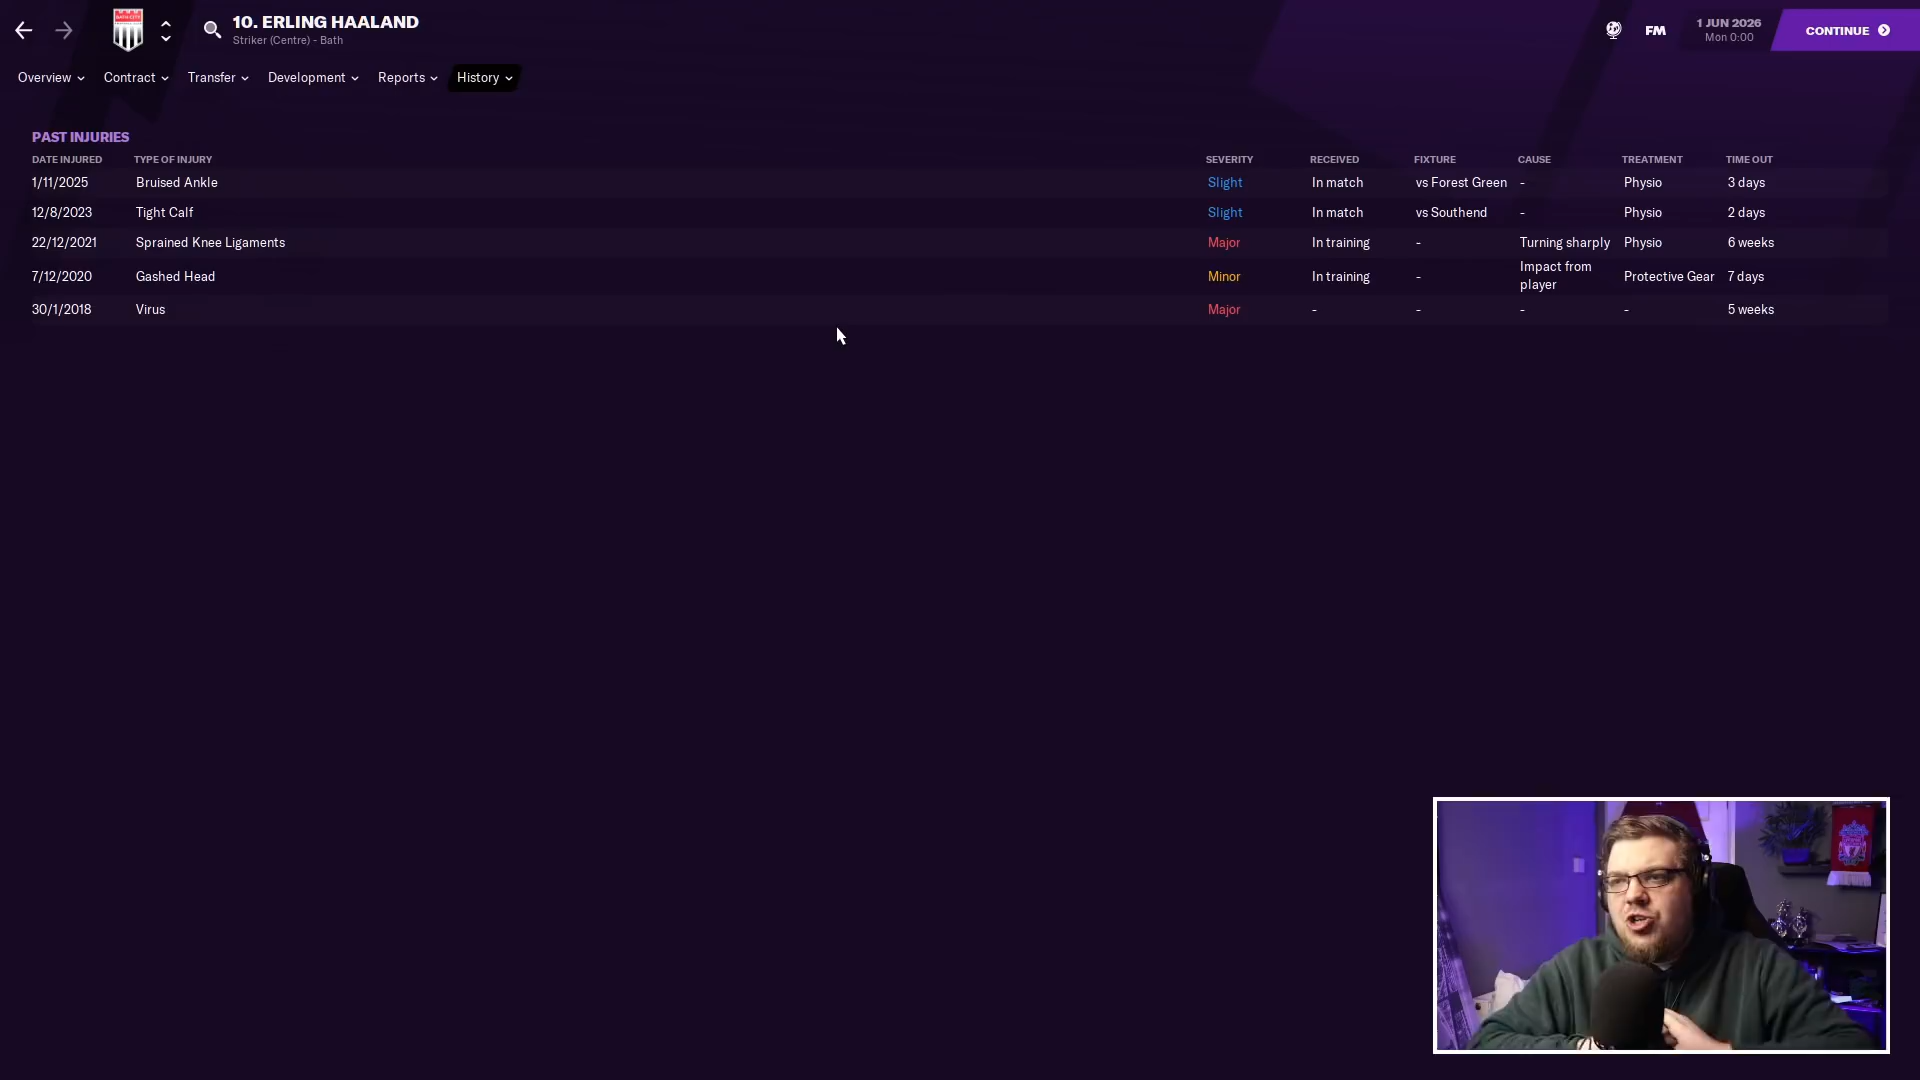 10. ERLING HAALAND
Striker (Centre) - Bath
FM
1 JUN 2026
Mon 0:00
CONTINUE
Overview
Contract
Transfer
Development
Reports
History
PAST INJURIES
DATE INJURED TYPE OF INJURY SEVERITY RECEIVED FIXTURE CAUSE TREATMENT TIME OUT
1/11/2025 Bruised Ankle Slight In match vs Forest Green - Physio 3 days
12/8/2023 Tight Calf Slight In match vs Southend - Physio 2 days
22/12/2021 Sprained Knee Ligaments Major In training - Turning sharply Physio 6 weeks
7/12/2020 Gashed Head Minor In training - Impact from player Protective Gear 7 days
30/1/2018 Virus Major - - - - 5 weeks